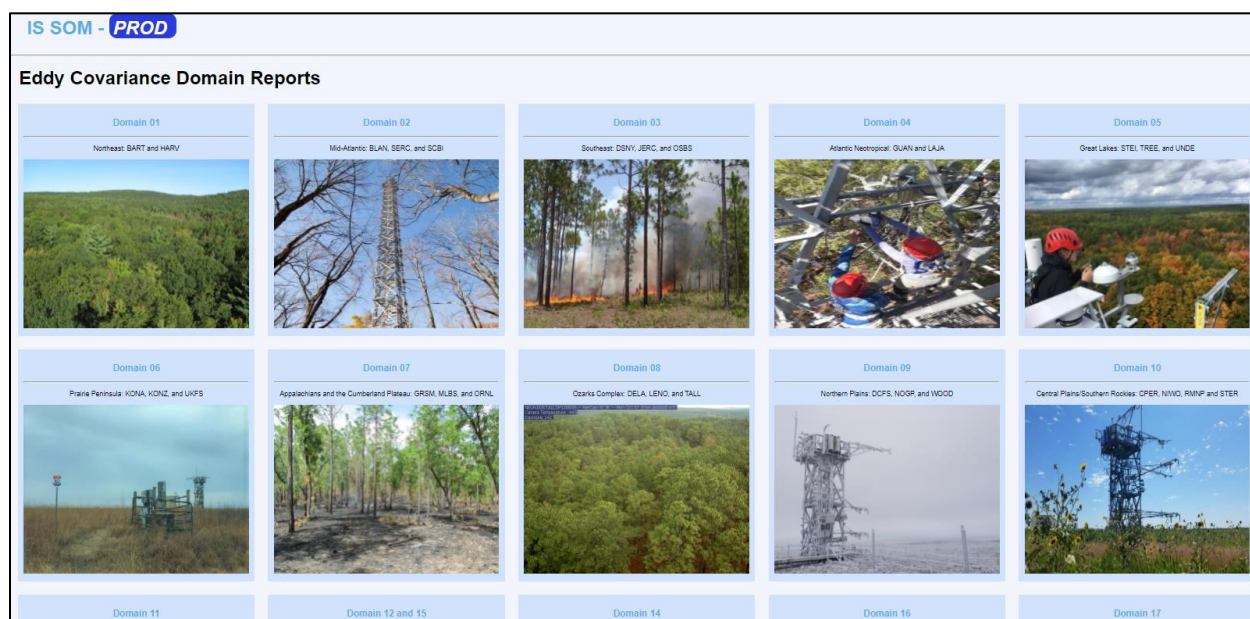 IS SOM - PROD
Eddy Covariance Domain Reports
Domain 01
Northeast: BART and HARV
Domain 02
Mid-Atlantic: BLAN, SERC, and SCBI
Domain 03
Southeast: DSNY, JERC, and OSBS
Domain 04
Atlantic Neotropical: GUAN and LAJA
Domain 05
Great Lakes: STEI, TREE, and UNDE
Domain 06
Prairie Peninsula: KONA, KONZ, and UKFS
Domain 07
Appalachians and the Cumberland Plateau: GRSM, MLBS, and ORNL
Domain 08
Ozarks Complex: DELA, LENO, and TALL
Domain 09
Northern Plains: DCFS, NOGP, and WOOD
Domain 10
Central Plains/Southern Rockies: CPER, NIWO, RMNP and STER
Domain 11
Domain 12 and 15
Domain 14
Domain 16
Domain 17